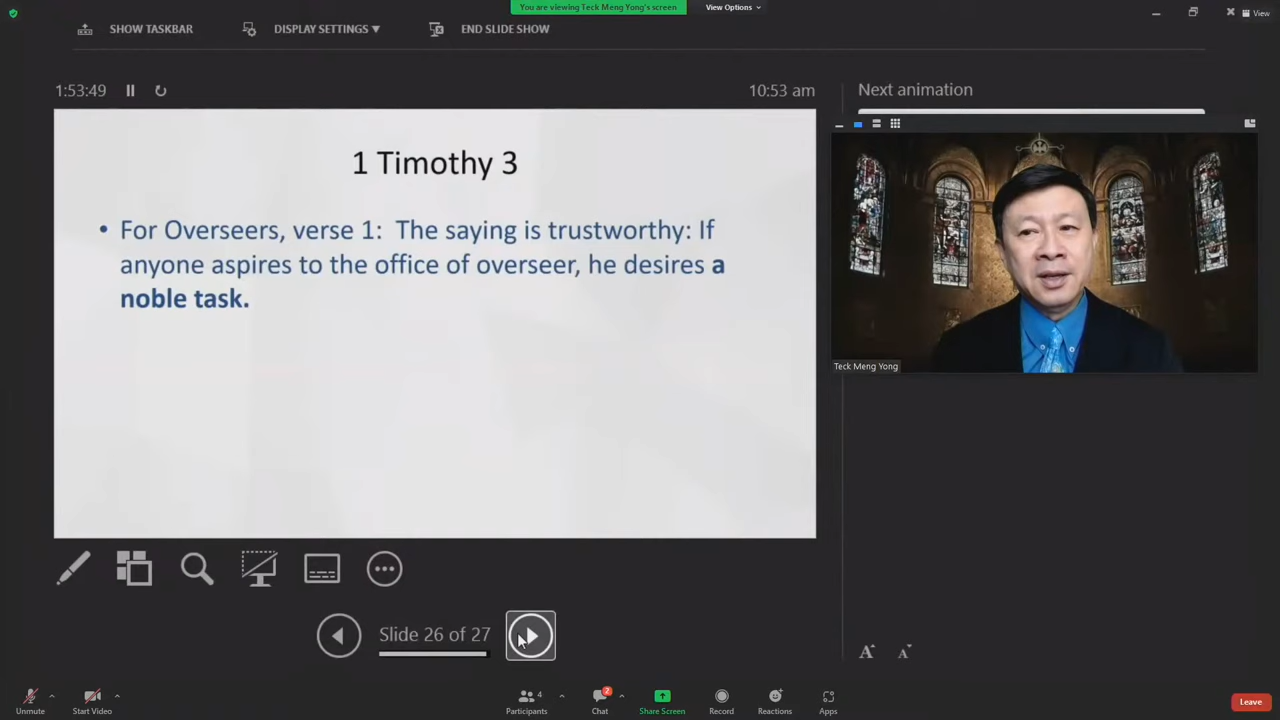 You are viewing Teck Meng Yong's screen
View Options
View
SHOW TASKBAR
DISPLAY SETTINGS
END SLIDE SHOW
1:53:49
10:53 am
Next animation
1 Timothy 3
• For Overseers, verse 1: The saying is trustworthy: If
anyone aspires to the office of overseer, he desires a
noble task.
Teck Meng Yong
Slide 26 of 27
A A
Unmute
Start Video
Participants
4
Chat
2
Share Screen
Record
Reactions
Apps
Leave